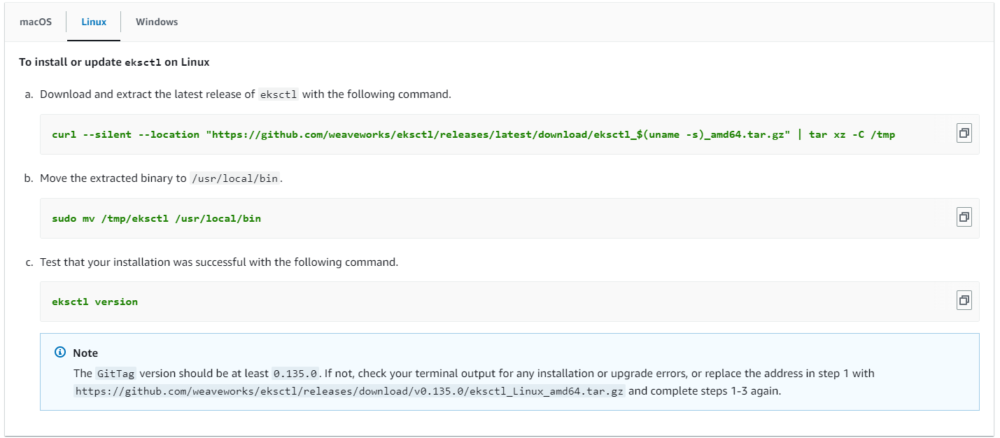 macOS
Linux
Windows
To install or update eksctl on Linux
a. Download and extract the latest release of eksctl with the following command.
curl --silent --location "https://github.com/weaveworks/eksctl/releases/latest/download/eksctl_$(uname -s)_amd64.tar.gz" | tar xz -C /tmp
b. Move the extracted binary to /usr/local/bin.
sudo mv /tmp/eksctl /usr/local/bin
c. Test that your installation was successful with the following command.
eksctl version
Note
The GitTag version should be at least 0.135.0. If not, check your terminal output for any installation or upgrade errors, or replace the address in step 1 with
https://github.com/weaveworks/eksctl/releases/download/v0.135.0/eksctl_Linux_amd64.tar.gz and complete steps 1-3 again.